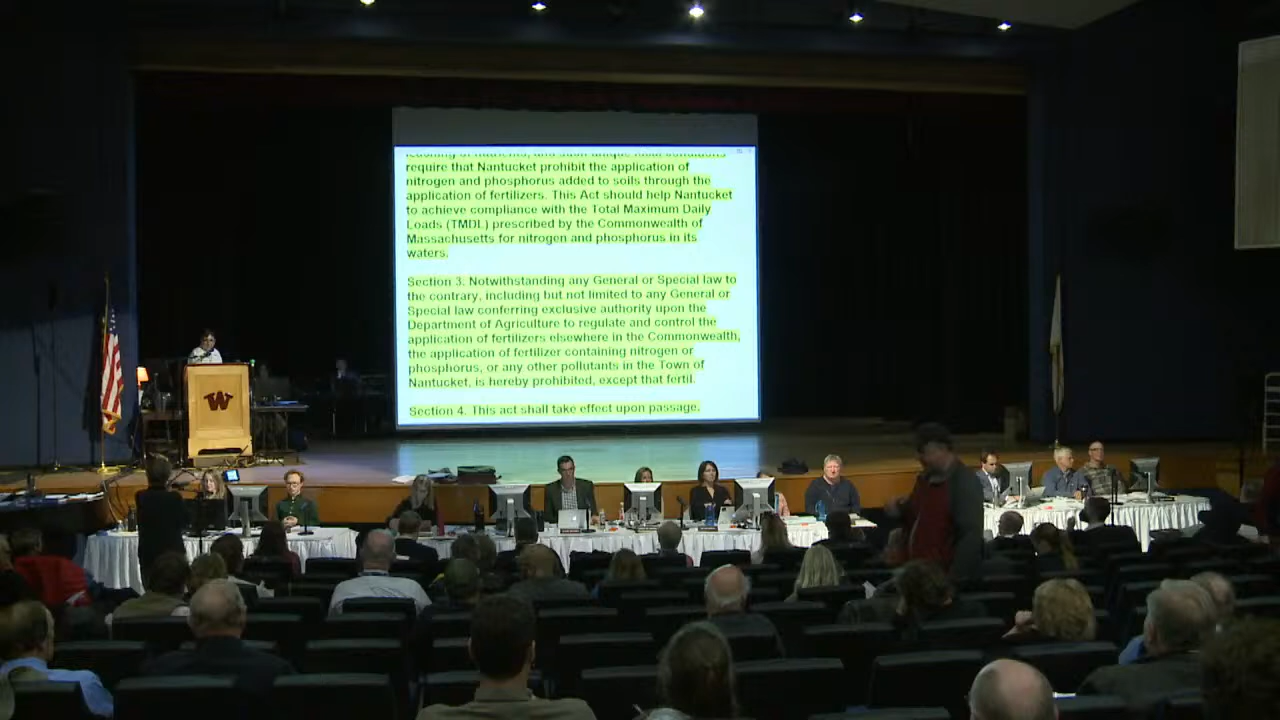 require that Nantucket prohibit the application of
nitrogen and phosphorus added to soils through the
application of fertilizers. This Act should help Nantucket
to achieve compliance with the Total Maximum Daily
Loads (TMDL) prescribed by the Commonwealth of
Massachusetts for nitrogen and phosphorus in its
waters.
Section 3. Notwithstanding any General or Special law to
the contrary, including but not limited to any General or
Special law conferring exclusive authority upon the
Department of Agriculture to regulate and control the
application of fertilizers elsewhere in the Commonwealth,
the application of fertilizer containing nitrogen or
phosphorus, or any other pollutants in the Town of
Nantucket, is hereby prohibited, except that fertil.
Section 4. This act shall take effect upon passage.
W